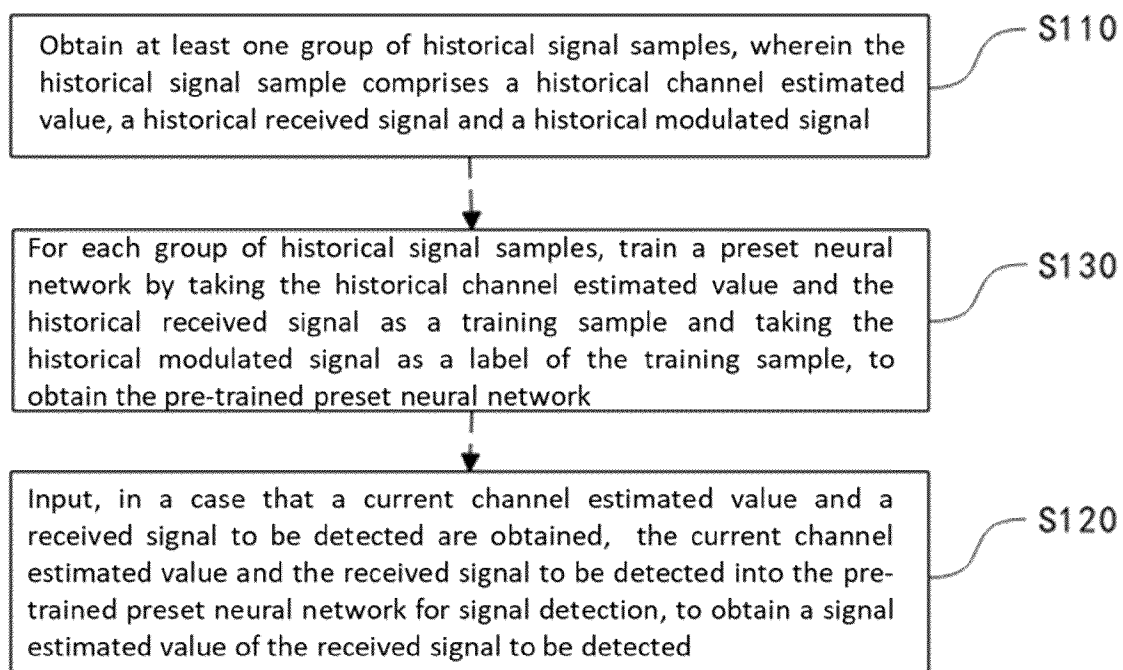 Obtain at least one group of historical signal samples, wherein the
historical signal sample comprises a historical channel estimated
value, a historical received signal and a historical modulated signal
S110
For each group of historical signal samples, train a preset neural
network by taking the historical channel estimated value and the
historical received signal as a training sample and taking the
historical modulated signal as a label of the training sample, to
obtain the pre-trained preset neural network
S130
Input, in a case that a current channel estimated value and a
received signal to be detected are obtained, the current channel
estimated value and the received signal to be detected into the pre-
trained preset neural network for signal detection, to obtain a signal
estimated value of the received signal to be detected
S120